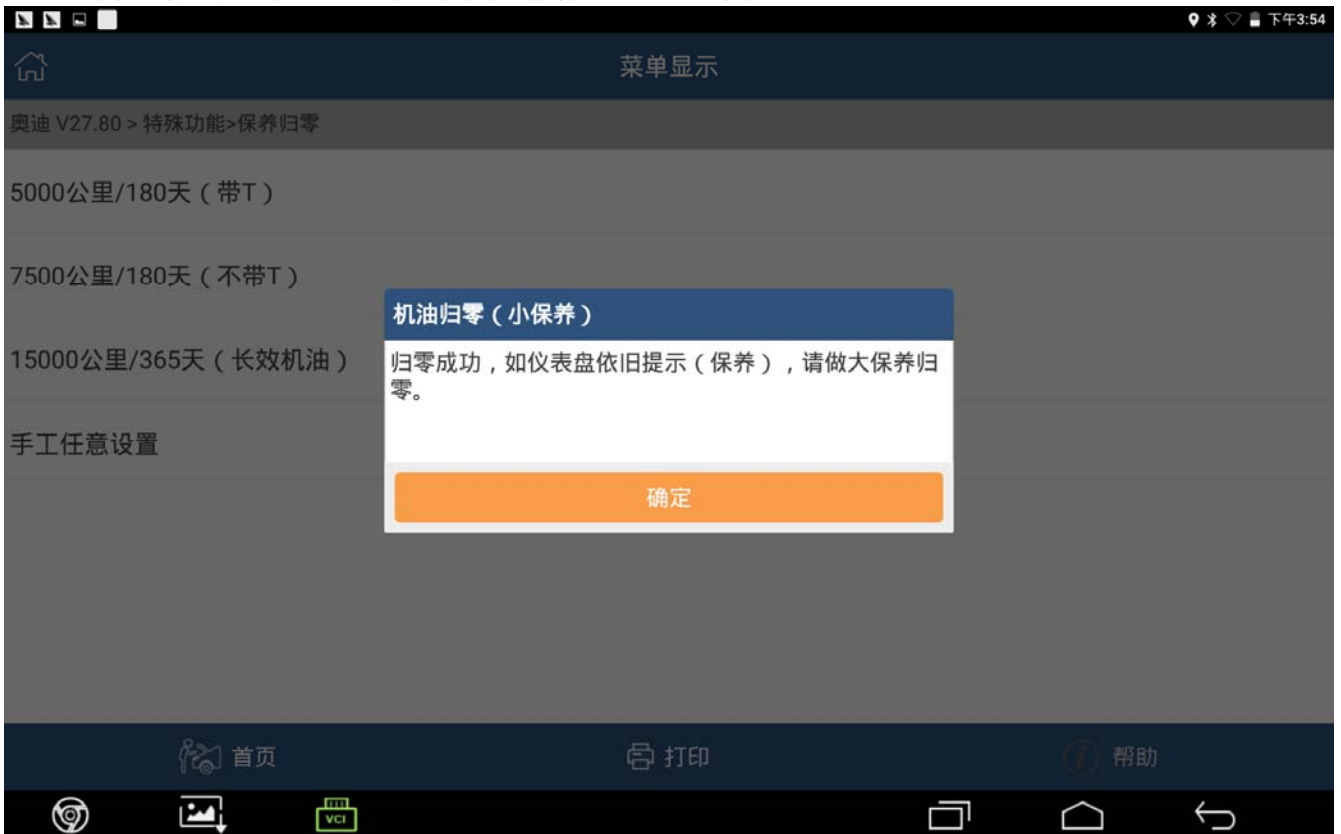 下午3:54
菜单显示
奥迪 V27.80 > 特殊功能>保养归零
5000公里/180天（带T）
7500公里/180天（不带T）
15000公里/365天（长效机油）
手工任意设置
机油归零（小保养）
归零成功，如仪表盘依旧提示（保养），请做大保养归
零。
确定
首页
打印
帮助
VCI